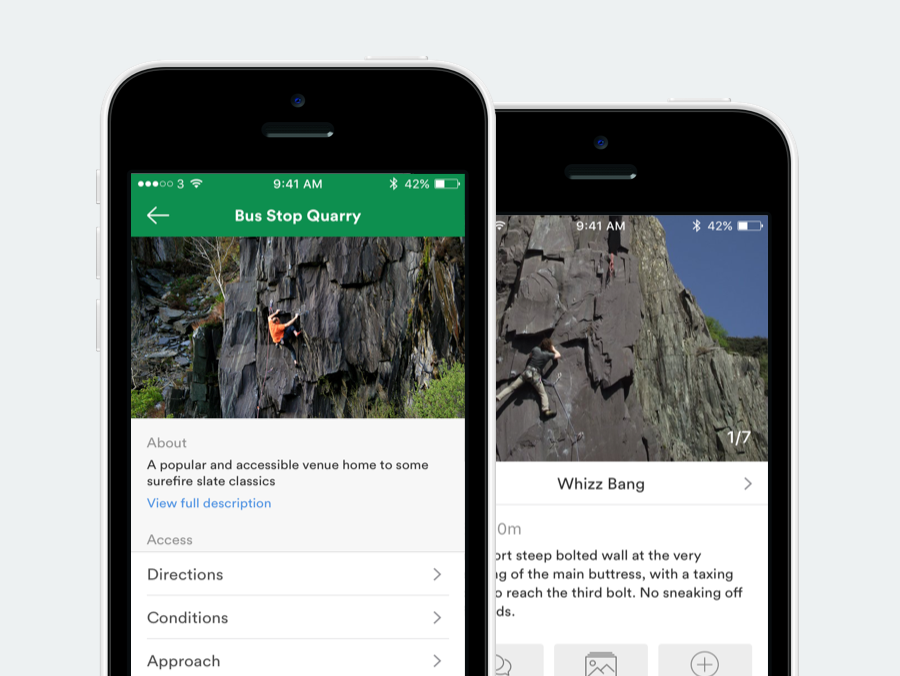 3 9:41 AM 42%
Bus Stop Quarry
About
A popular and accessible venue home to some
surefire slate classics
View full description
Access
Directions
Conditions
Approach
9:41 AM 42%
1/7
Whizz Bang
0m
ort steep bolted wall at the very
g of the main buttress, with a taxing
o reach the third bolt. No sneaking off
ds.